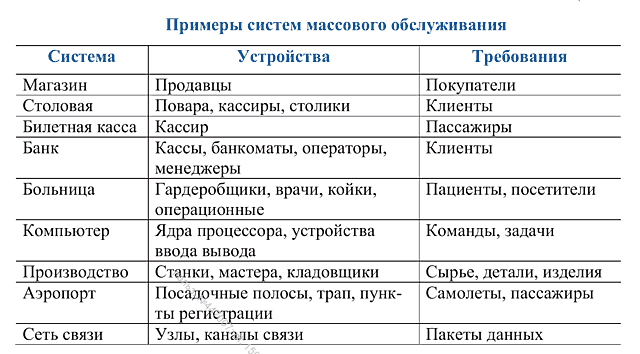 Примеры систем массового обслуживания
Система Устройства Требования
Магазин Продавцы Покупатели
Столовая Повара, кассиры, столики Клиенты
Билетная касса Кассир Пассажиры
Банк Кассы, банкоматы, операторы, Клиенты
менеджеры
Больница Гардеробщики, врачи, койки, Пациенты, посетители
операционные
Компьютер Ядра процессора, устройства Команды, задачи
ввода вывода
Производство Станки, мастера, кладовщики Сырье, детали, изделия
Аэропорт Посадочные полосы, трап, пунк- Самолеты, пассажиры
ты регистрации
Сеть связи Узлы, каналы связи Пакеты данных